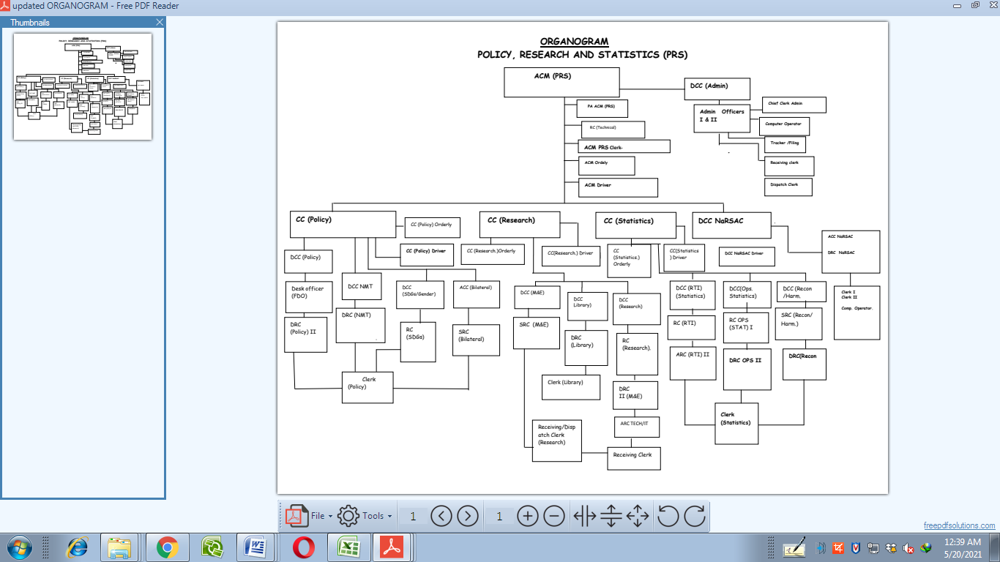 updated ORGANOGRAM - Free PDF Reader
Thumbnails
ORGANOGRAM
POLICY, RESEARCH AND STATISTICS (PRS)
ACM (PRS)
DCC (Admin)
PA ACM (PRS)
Admin Officers
I & II
Chief Clerk Admin
Computer Operator
RC (Technical)
Tracker /Filing
ACM PRS Clerk-
ACM Ordely
Receiving clerk
ACM Driver
Dispatch Clerk
CC (Policy)
CC (Policy) Orderly
CC (Research)
CC (Statistics)
DCC NaRSAC
ACC NaRSAC
DRC NaRSAC
CC (Policy) Driver
CC (Research.)Orderly
CC(Research.) Driver
CC
(Statistics.)
Orderly
CC(Statistics
) Driver
DCC NaRSAC Driver
DCC (Policy)
Desk officer
(FDO)
DCC NMT
DCC
(SDGs/Gender)
ACC (Bilateral)
DCC (M&E)
DCC
Library)
DCC
(Research)
DCC (RTI)
(Statistics)
DCC(Ops.
Statistics)
DCC (Recon
/Harm.
Clerk I
Clerk II
Comp. Operator.
DRC
(Policy) II
DRC (NMT)
RC
(SDGs)
SRC
(Bilateral)
SRC (M&E)
DRC
(Library)
RC
(Research).
RC (RTI)
RC OPS
(STAT) I
SRC (Recon/
Harm.)
ARC (RTI) II
DRC OPS II
DRC(Recon
Clerk
(Policy)
Clerk (Library)
DRC
II (M&E)
Clerk
(Statistics)
ARC TECH/IT
Receiving/Disp
atch Clerk
(Research)
Receiving Clerk
File
Tools
1
1
freepdfsolutions.com
12:39 AM
5/20/2021